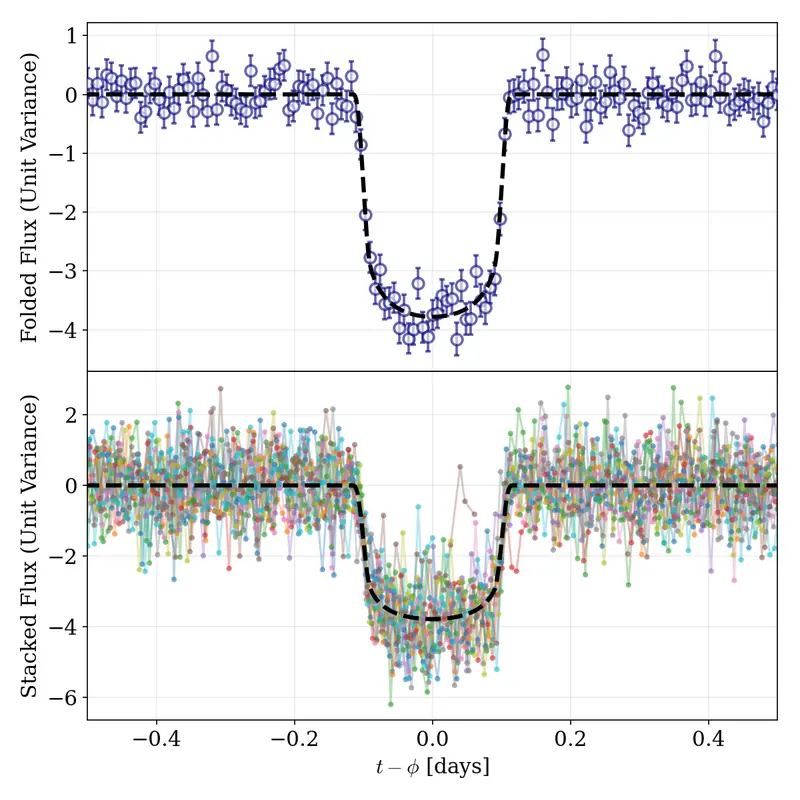 Folded Flux (Unit Variance)
1
0
−1
−2
−3
−4
Stacked Flux (Unit Variance)
2
0
−2
−4
−6
−0.4 −0.2 0.0 0.2 0.4
t − ϕ [days]